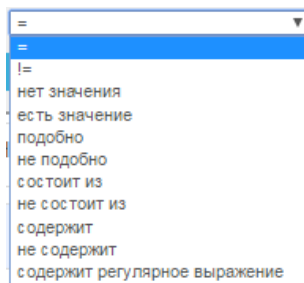 =
=
!=
нет значения
есть значение
подобно
не подобно
состоит из
не состоит из
содержит
не содержит
содержит регулярное выражение